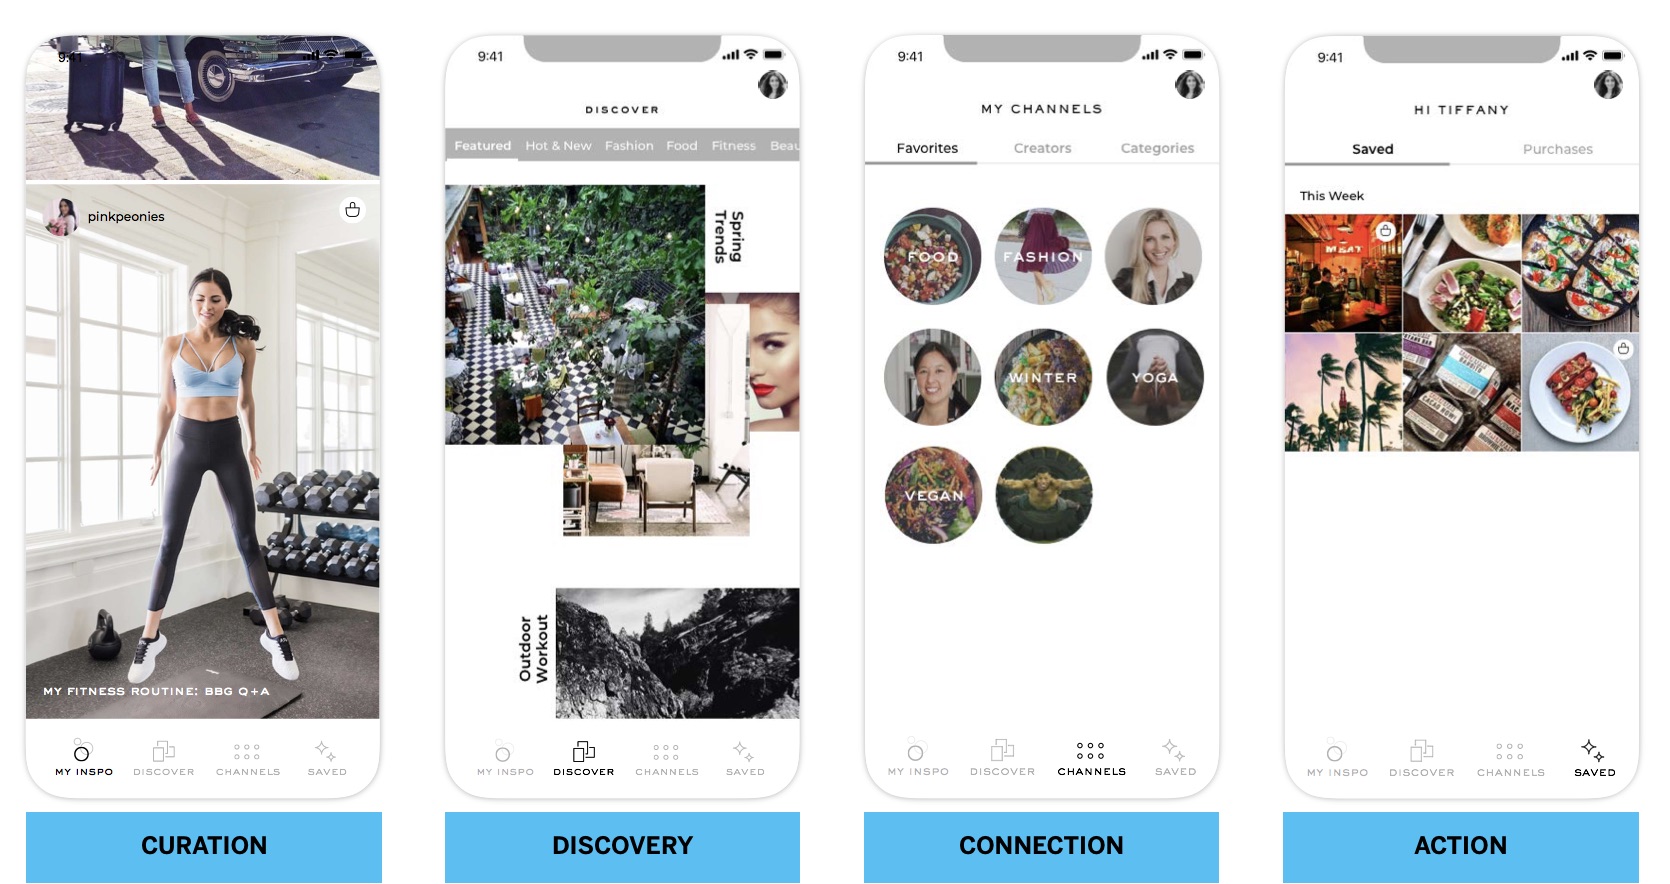 9:41
pinkpeonies
MY FITNESS ROUTINE: BBG Q+A
MY INSPO DISCOVER CHANNELS SAVED
CURATION
9:41
DISCOVER
Featured Hot & New Fashion Food Fitness Beau
Spring
Trends
Outdoor
Workout
MY INSPO DISCOVER CHANNELS SAVED
DISCOVERY
9:41
MY CHANNELS
Favorites Creators Categories
FOOD FASHION
WINTER YOGA
VEGAN
MY INSPO DISCOVER CHANNELS SAVED
CONNECTION
9:41
HI TIFFANY
Saved Purchases
This Week
MEAT
MY INSPO DISCOVER CHANNELS SAVED
ACTION